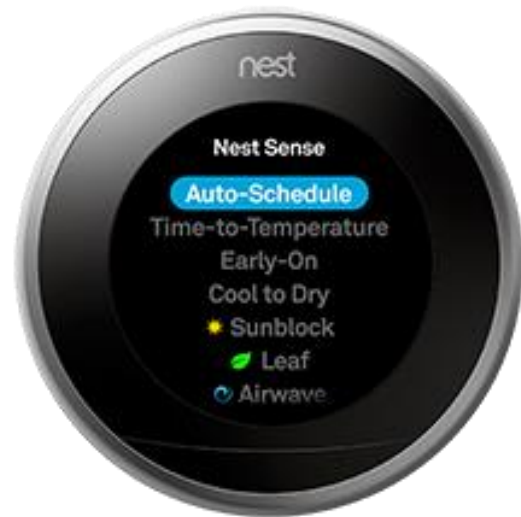 nest
Nest Sense
Auto-Schedule
Time-to-Temperature
Early-On
Cool to Dry
Sunblock
Leaf
Airwave